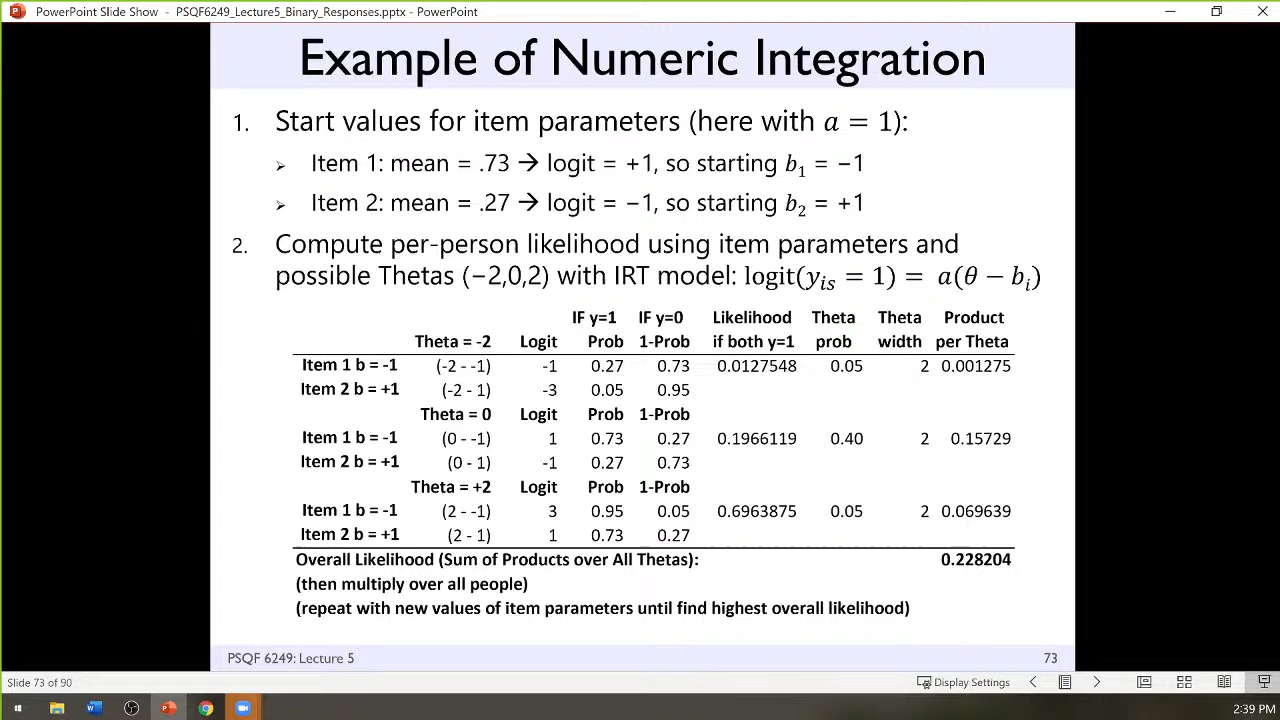 PowerPoint Slide Show - PSQF6249_Lecture5_Binary_Responses.pptx - PowerPoint
Example of Numeric Integration
1. Start values for item parameters (here with a = 1):
➢ Item 1: mean = .73 → logit = +1, so starting b₁ = −1
➢ Item 2: mean = .27 → logit = −1, so starting b₂ = +1
2. Compute per-person likelihood using item parameters and
possible Thetas (−2,0,2) with IRT model: logit(yᵢₛ = 1) = a(θ − bᵢ)
IF y=1 IF y=0 Likelihood Theta Theta Product
Theta = -2 Logit Prob 1-Prob if both y=1 prob width per Theta
Item 1 b = -1 (-2 - -1) -1 0.27 0.73 0.0127548 0.05 2 0.001275
Item 2 b = +1 (-2 - 1) -3 0.05 0.95
Theta = 0 Logit Prob 1-Prob
Item 1 b = -1 (0 - -1) 1 0.73 0.27 0.1966119 0.40 2 0.15729
Item 2 b = +1 (0 - 1) -1 0.27 0.73
Theta = +2 Logit Prob 1-Prob
Item 1 b = -1 (2 - -1) 3 0.95 0.05 0.6963875 0.05 2 0.069639
Item 2 b = +1 (2 - 1) 1 0.73 0.27
Overall Likelihood (Sum of Products over All Thetas): 0.228204
(then multiply over all people)
(repeat with new values of item parameters until find highest overall likelihood)
PSQF 6249: Lecture 5 73
Slide 73 of 90 Display Settings
2:39 PM